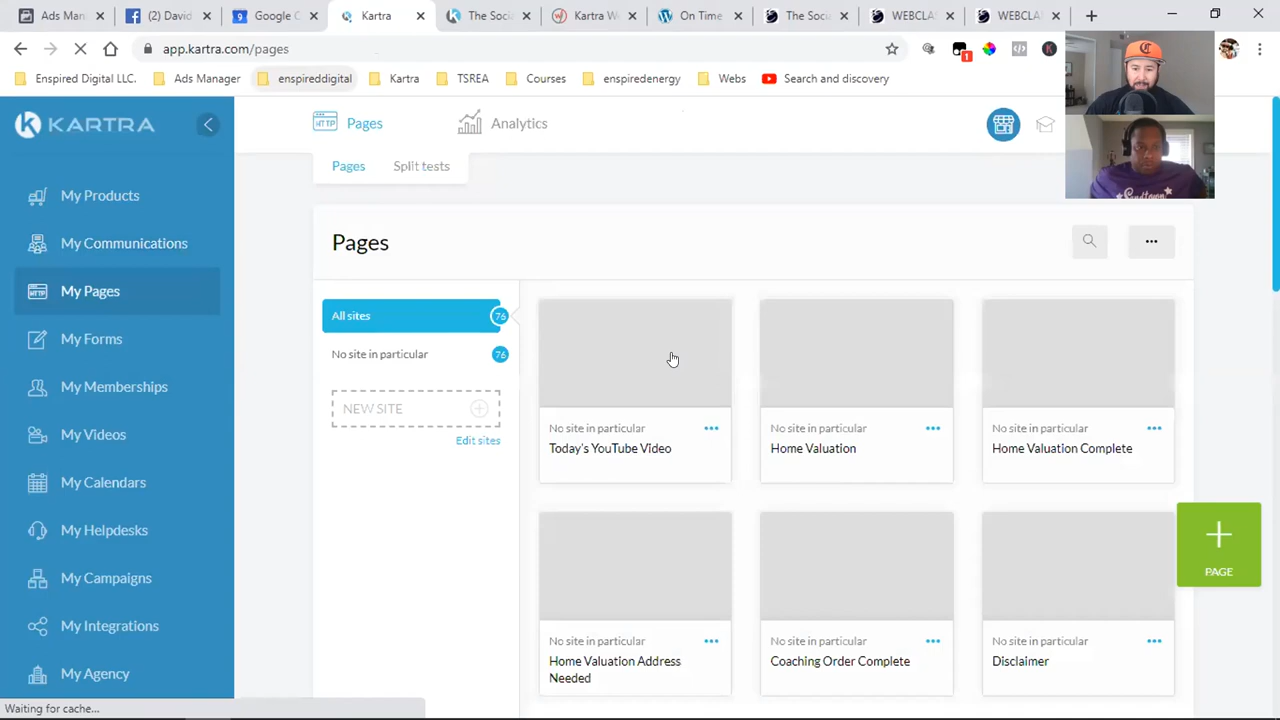 Ads Man
(2) David
Google C
Kartra
The Soci
Kartra W
On Time
The Soci
WEBCLA
WEBCLA
app.kartra.com/pages
1
Enspired Digital LLC.
Ads Manager
enspireddigital
Kartra
TSREA
Courses
enspiredenergy
Webs
Search and discovery
KARTRA
HTTP
Pages
Analytics
Pages
Split tests
My Products
My Communications
HTTP
My Pages
My Forms
My Memberships
My Videos
My Calendars
My Helpdesks
My Campaigns
My Integrations
My Agency
Pages
All sites
76
No site in particular
76
NEW SITE
Edit sites
No site in particular
Today's YouTube Video
No site in particular
Home Valuation
No site in particular
Home Valuation Complete
No site in particular
Home Valuation Address
Needed
No site in particular
Coaching Order Complete
No site in particular
Disclaimer
PAGE
Waiting for cache...